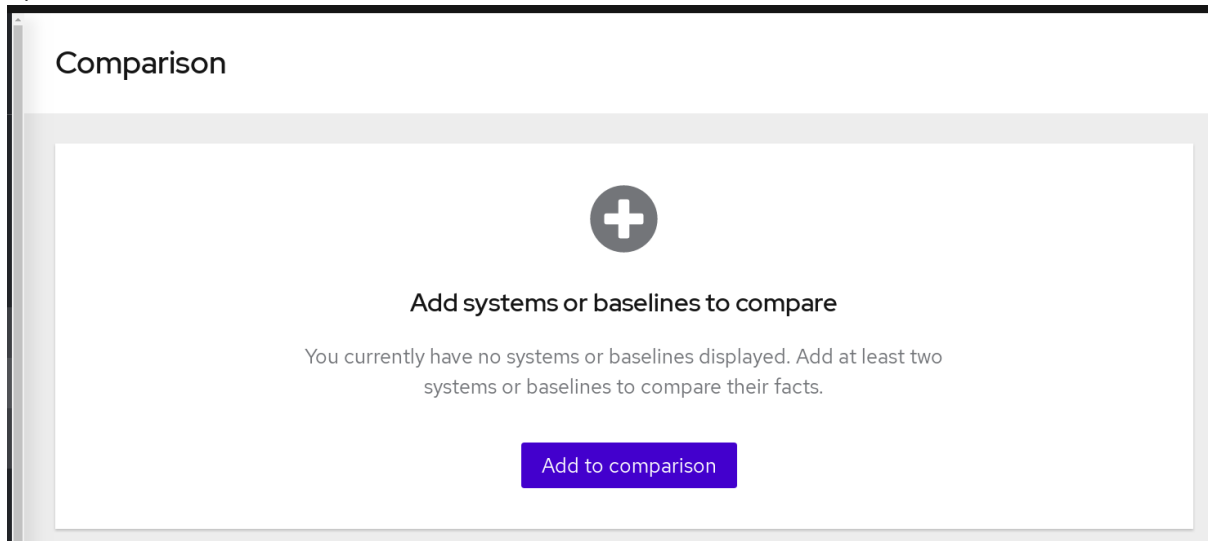 Comparison
Add systems or baselines to compare
You currently have no systems or baselines displayed. Add at least two
systems or baselines to compare their facts.
Add to comparison